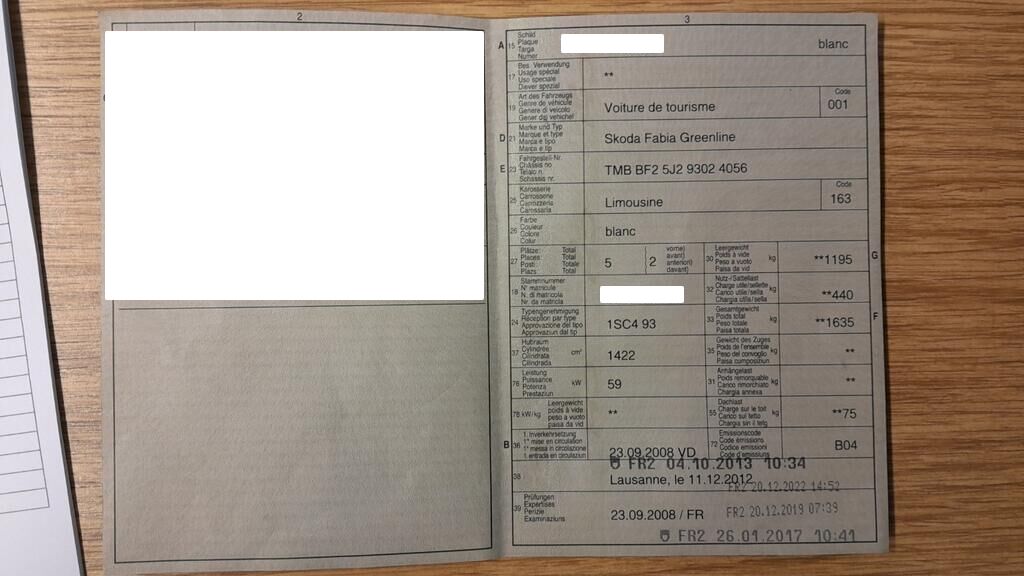 2
3
A 15 Schild
Plaque
Targa
Numer
blanc
17 Bes. Verwendung
Usage spécial
Uso speciale
Diever spezial
**
19 Art des Fahrzeugs
Genre de véhicule
Genere di veicolo
Gener dal vehichel
Voiture de tourisme
Code
001
D 21 Marke und Typ
Marque et type
Marca e tipo
Marca e tip
Skoda Fabia Greenline
E 23 Fahrgestell-Nr.
Châssis no
Telaio n.
Schassis nr.
TMB BF2 5J2 9302 4056
25 Karosserie
Carrosserie
Carrozzeria
Carossaria
Limousine
Code
163
26 Farbe
Couleur
Colore
Colur
blanc
27 Plätze: Total
Places: Total
Posti: Totale
Plazs: Total
5
2
vorne)
avant)
anteriori)
davant)
30 Leergewicht
Poids à vide
Peso a vuoto
Paisa da vid
kg
**1195
G
18 Stammnummer
N° matricule
N. di matricola
Nr. da matricla
32 Nutz-/Sattellast
Charge utile/sellette
Carico utile/sella
Chargia utila/sella
kg
**440
24 Typengenehmigung
Réception par type
Approvazione del tipo
Approvaziun dal tip
1SC4 93
33 Gesamtgewicht
Poids total
Peso totale
Paisa totala
kg
**1635
F
37 Hubraum
Cylindrée
Cilindrata
Cilindrada
cm³
1422
35 Gewicht des Zuges
Poids de l'ensemble
Peso del convoglio
Paisa cumposiziun
kg
**
76 Leistung
Puissance
Potenza
Prestaziun
kW
59
31 Anhängelast
Poids remorquable
Carico rimorchiato
Chargia annexa
kg
**
78 kW/kg Leergewicht
poids à vide
peso a vuoto
paisa da vid
**
55 Dachlast
Charge sur le toit
Carico sul tetto
Chargia sin il tetg
kg
**75
B 36 1. Inverkehrsetzung
1re mise en circulation
1a messa in circolazione
1. entrada en circulaziun
23.09.2008 VD
72 Emissionscode
Code émissions
Codice emissioni
Code d'emissiuns
B04
FR2 04.10.2013 10:34
38
Lausanne, le 11.12.2012
FR2 20.12.2022 14:52
39 Prüfungen
Expertises
Perizie
Examinaziuns
23.09.2008 / FR
FR2 20.12.2019 07:39
FR2 26.01.2017 10:41